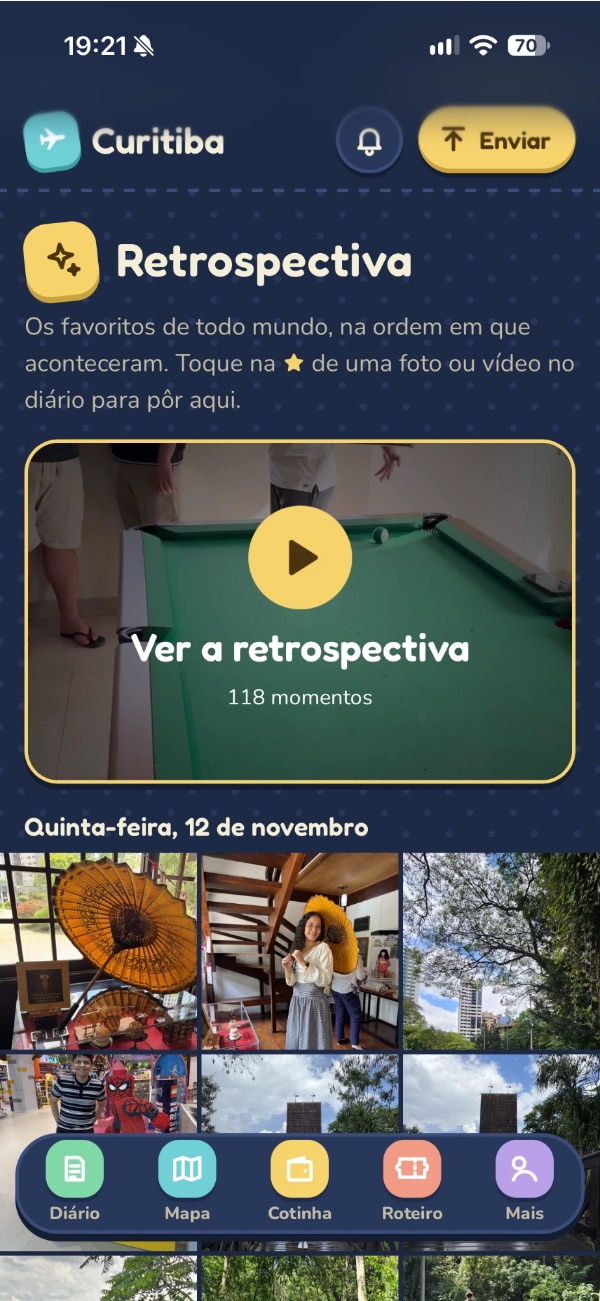 19:21
70
Curitiba
Enviar
Retrospectiva
Os favoritos de todo mundo, na ordem em que
aconteceram. Toque na ⭐ de uma foto ou vídeo no
diário para pôr aqui.
Ver a retrospectiva
118 momentos
Quinta-feira, 12 de novembro
Diário
Mapa
Cotinha
Roteiro
Mais